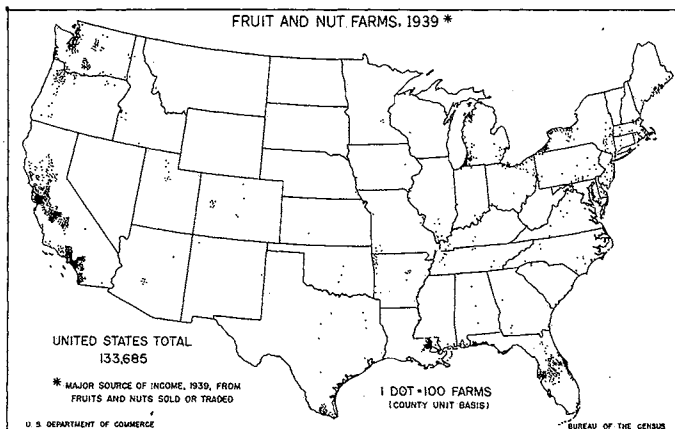 FRUIT AND NUT FARMS, 1939 *
UNITED STATES TOTAL
133,685
* MAJOR SOURCE OF INCOME, 1939, FROM
FRUITS AND NUTS SOLD OR TRADED
1 DOT = 100 FARMS
(COUNTY UNIT BASIS)
U. S. DEPARTMENT OF COMMERCE
BUREAU OF THE CENSUS